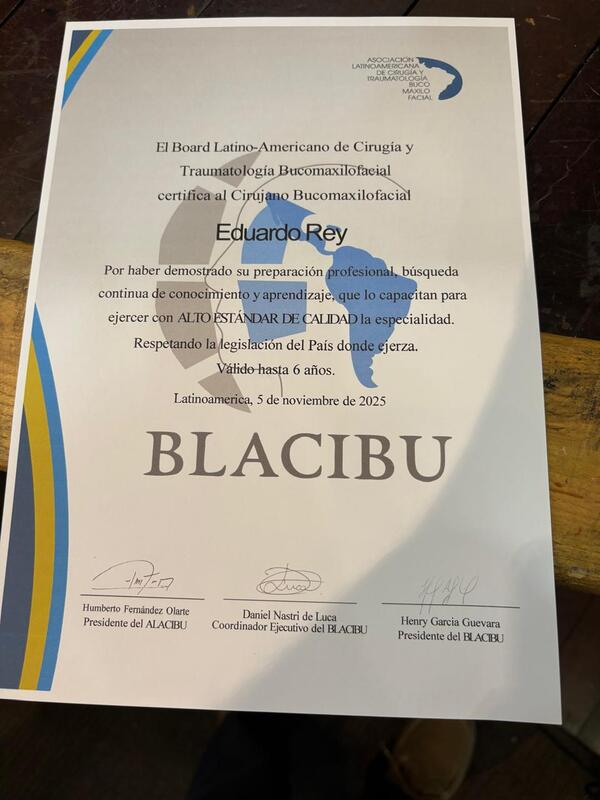 ASOCIACIÓN
LATINOAMERICANA
DE CIRUGÍA Y
TRAUMATOLOGÍA
BUCO
MAXILO
FACIAL
El Board Latino-Americano de Cirugía y
Traumatología Bucomaxilofacial
certifica al Cirujano Bucomaxilofacial
Eduardo Rey
Por haber demostrado su preparación profesional, búsqueda
continua de conocimiento y aprendizaje, que lo capacitan para
ejercer con ALTO ESTÁNDAR DE CALIDAD la especialidad.
Respetando la legislación del País donde ejerza.
Válido hasta 6 años.
Latinoamerica, 5 de noviembre de 2025
BLACIBU
Humberto Fernández Olarte
Presidente del ALACIBU
Daniel Nastri de Luca
Coordinador Ejecutivo del BLACIBU
Henry Garcia Guevara
Presidente del BLACIBU